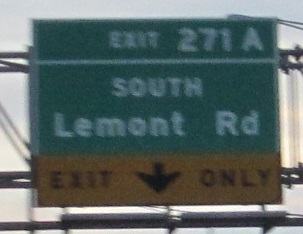 EXIT 271 A
SOUTH
Lemont Rd
EXIT ONLY